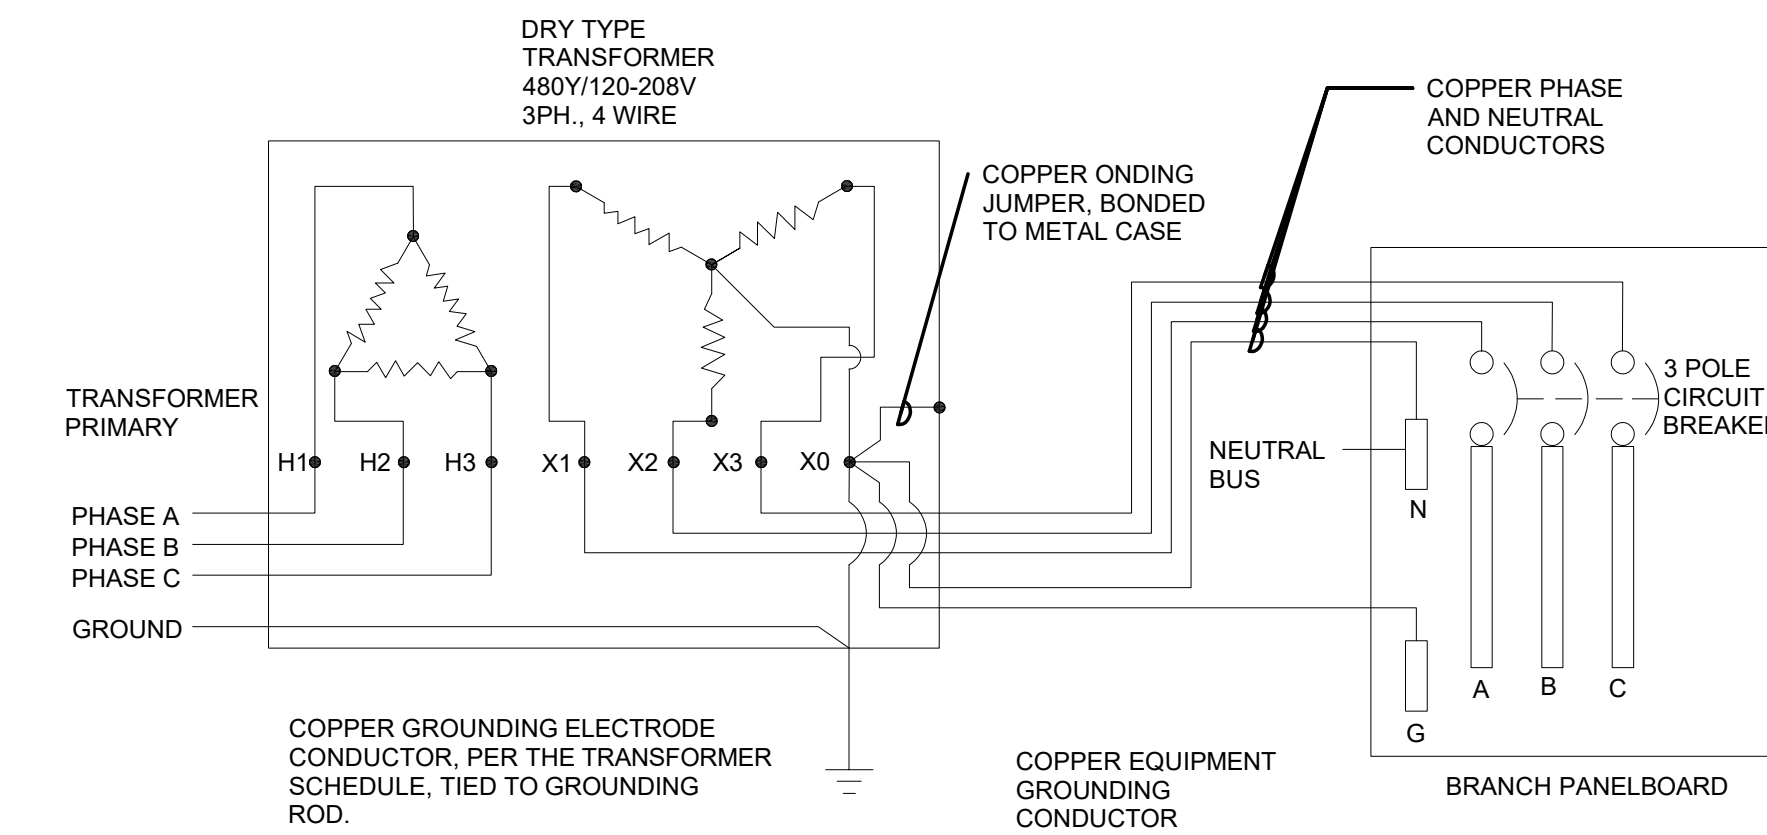 DRY TYPE
TRANSFORMER
480Y/120-208V
3PH., 4 WIRE
COPPER PHASE
AND NEUTRAL
CONDUCTORS
COPPER ONDING
JUMPER, BONDED
TO METAL CASE
3 POLE
CIRCUIT
BREAKE
TRANSFORMER
PRIMARY
H1 H2 H3 X1 X2 X3 X0
NEUTRAL
BUS
N
PHASE A
PHASE B
PHASE C
GROUND
A B C
G
COPPER GROUNDING ELECTRODE
CONDUCTOR, PER THE TRANSFORMER
SCHEDULE, TIED TO GROUNDING
ROD.
COPPER EQUIPMENT
GROUNDING
CONDUCTOR
BRANCH PANELBOARD